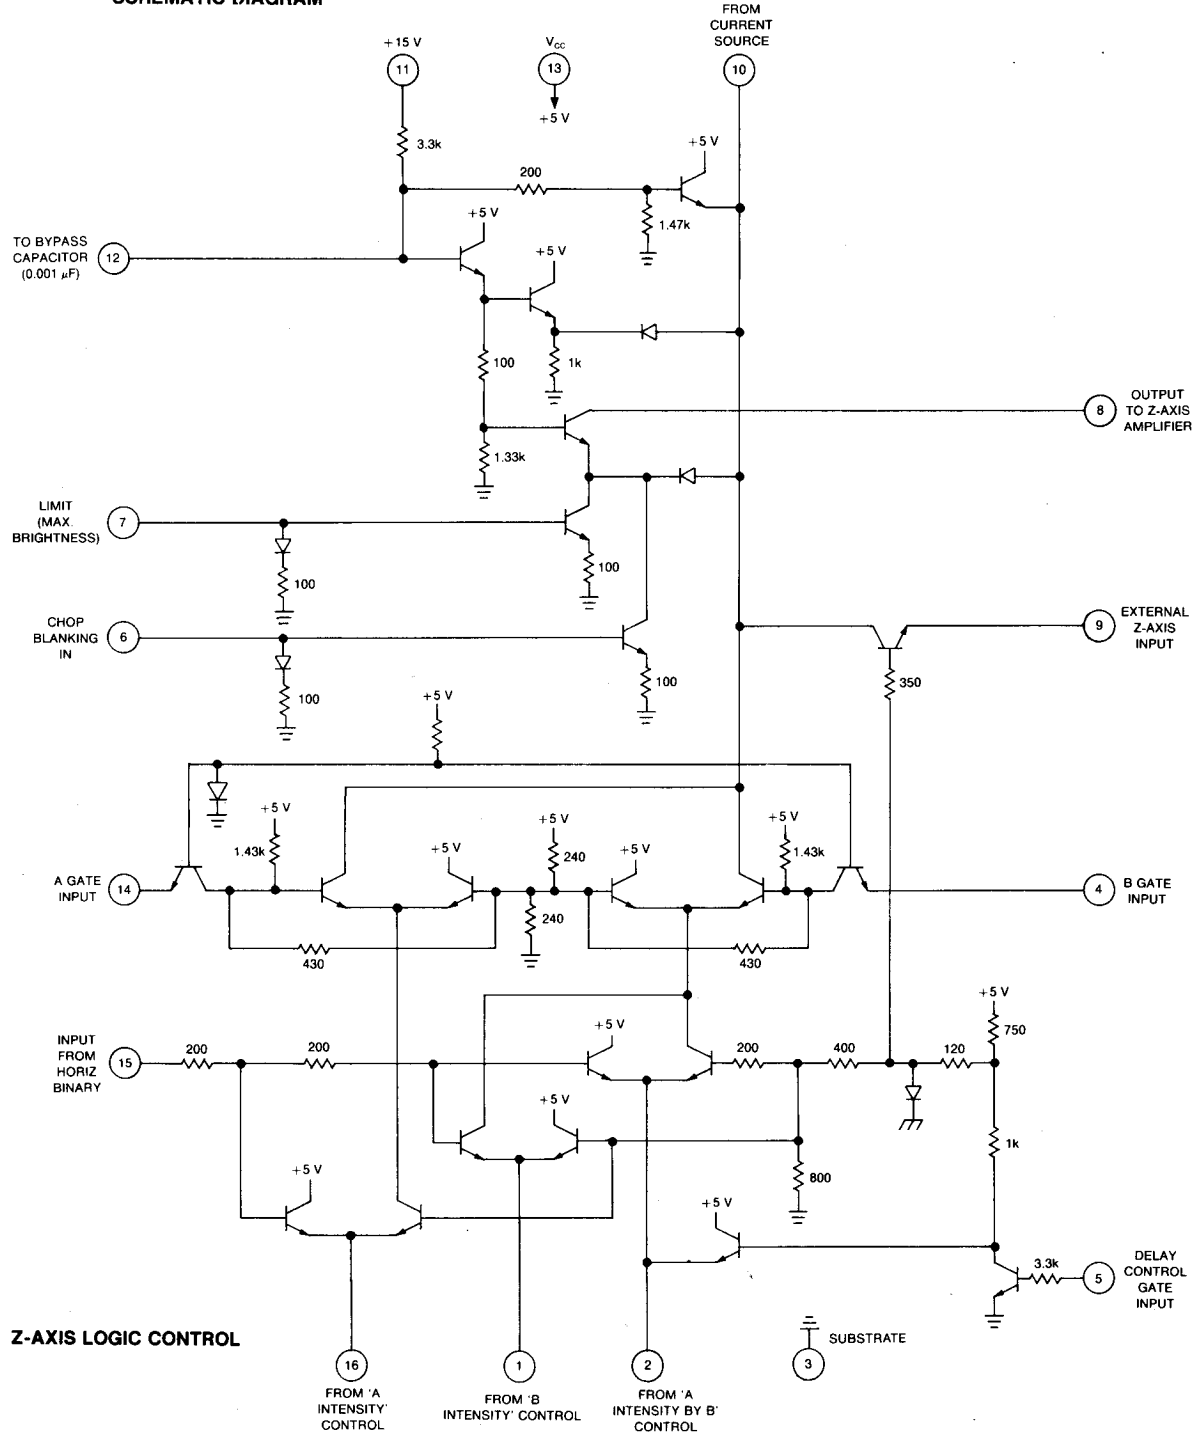 SCHEMATIC DIAGRAM
FROM
CURRENT
SOURCE
+15 V
11
V_CC
13
+5 V
10
3.3k
200
+5 V
1.47k
+5 V
TO BYPASS
CAPACITOR
(0.001 µF)
12
+5 V
100
1k
8
OUTPUT
TO Z-AXIS
AMPLIFIER
1.33k
LIMIT
(MAX.
BRIGHTNESS)
7
100
100
CHOP
BLANKING
IN
6
100
100
9
EXTERNAL
Z-AXIS
INPUT
350
+5 V
+5 V
1.43k
+5 V
+5 V
240
+5 V
+5 V
1.43k
A GATE
INPUT
14
240
4
B GATE
INPUT
430
430
INPUT
FROM
HORIZ
BINARY
15
200
200
+5 V
200
400
120
+5 V
750
+5 V
1k
800
+5 V
+5 V
3.3k
5
DELAY
CONTROL
GATE
INPUT
Z-AXIS LOGIC CONTROL
SUBSTRATE
3
16
FROM 'A
INTENSITY'
CONTROL
1
FROM 'B
INTENSITY' CONTROL
2
FROM 'A
INTENSITY BY B'
CONTROL